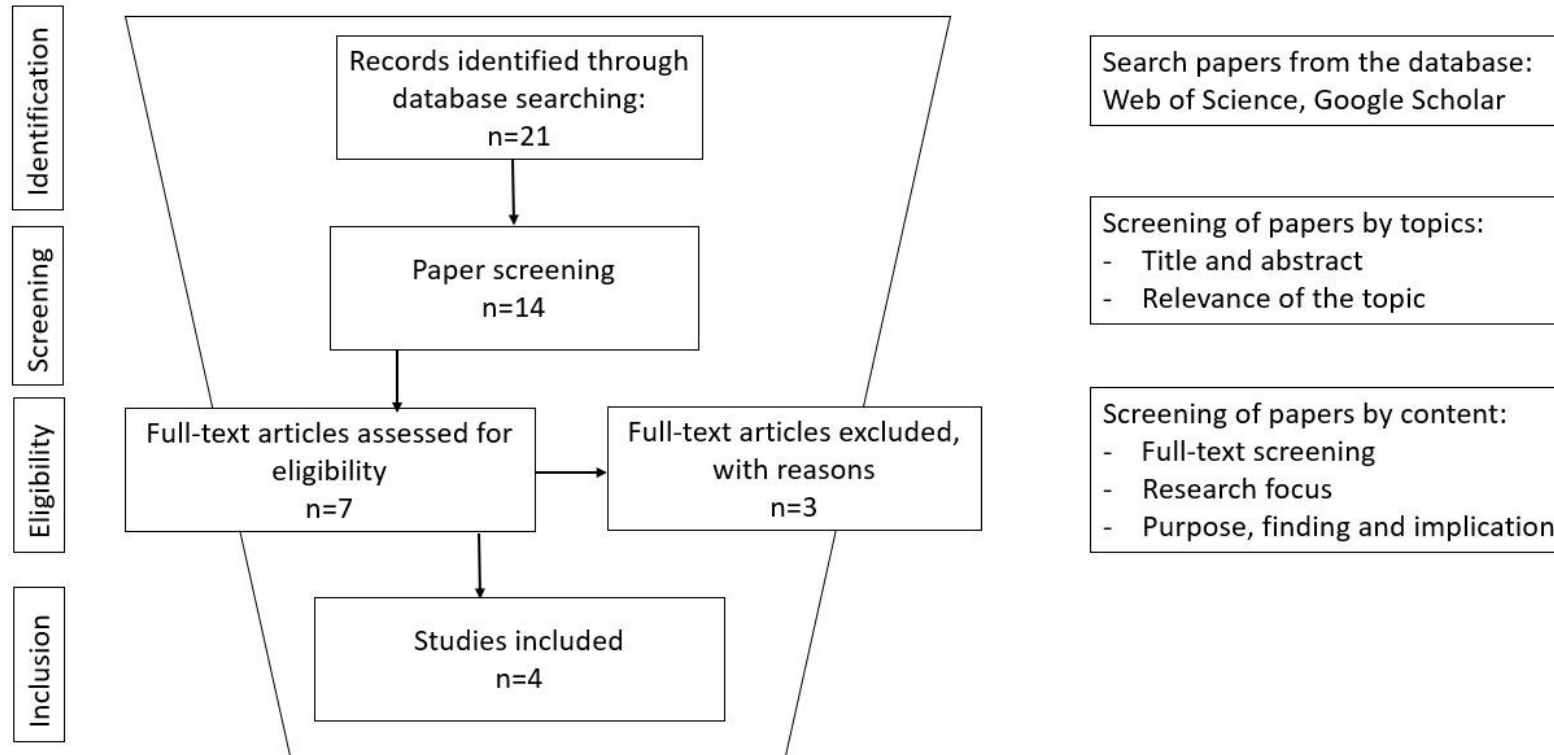 Identification
Records identified through
database searching:
n=21
Search papers from the database:
Web of Science, Google Scholar
Screening
Paper screening
n=14
Screening of papers by topics:
- Title and abstract
- Relevance of the topic
Eligibility
Full-text articles assessed for
eligibility
n=7
Full-text articles excluded,
with reasons
n=3
Screening of papers by content:
- Full-text screening
- Research focus
- Purpose, finding and implication
Inclusion
Studies included
n=4